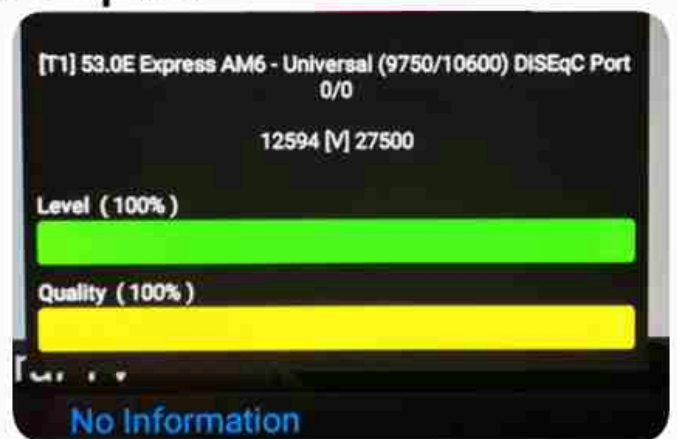 [T1] 53.0E Express AM6 - Universal (9750/10600) DISEqC Port
0/0
12594 [V] 27500
Level (100%)
Quality (100%)
No Information